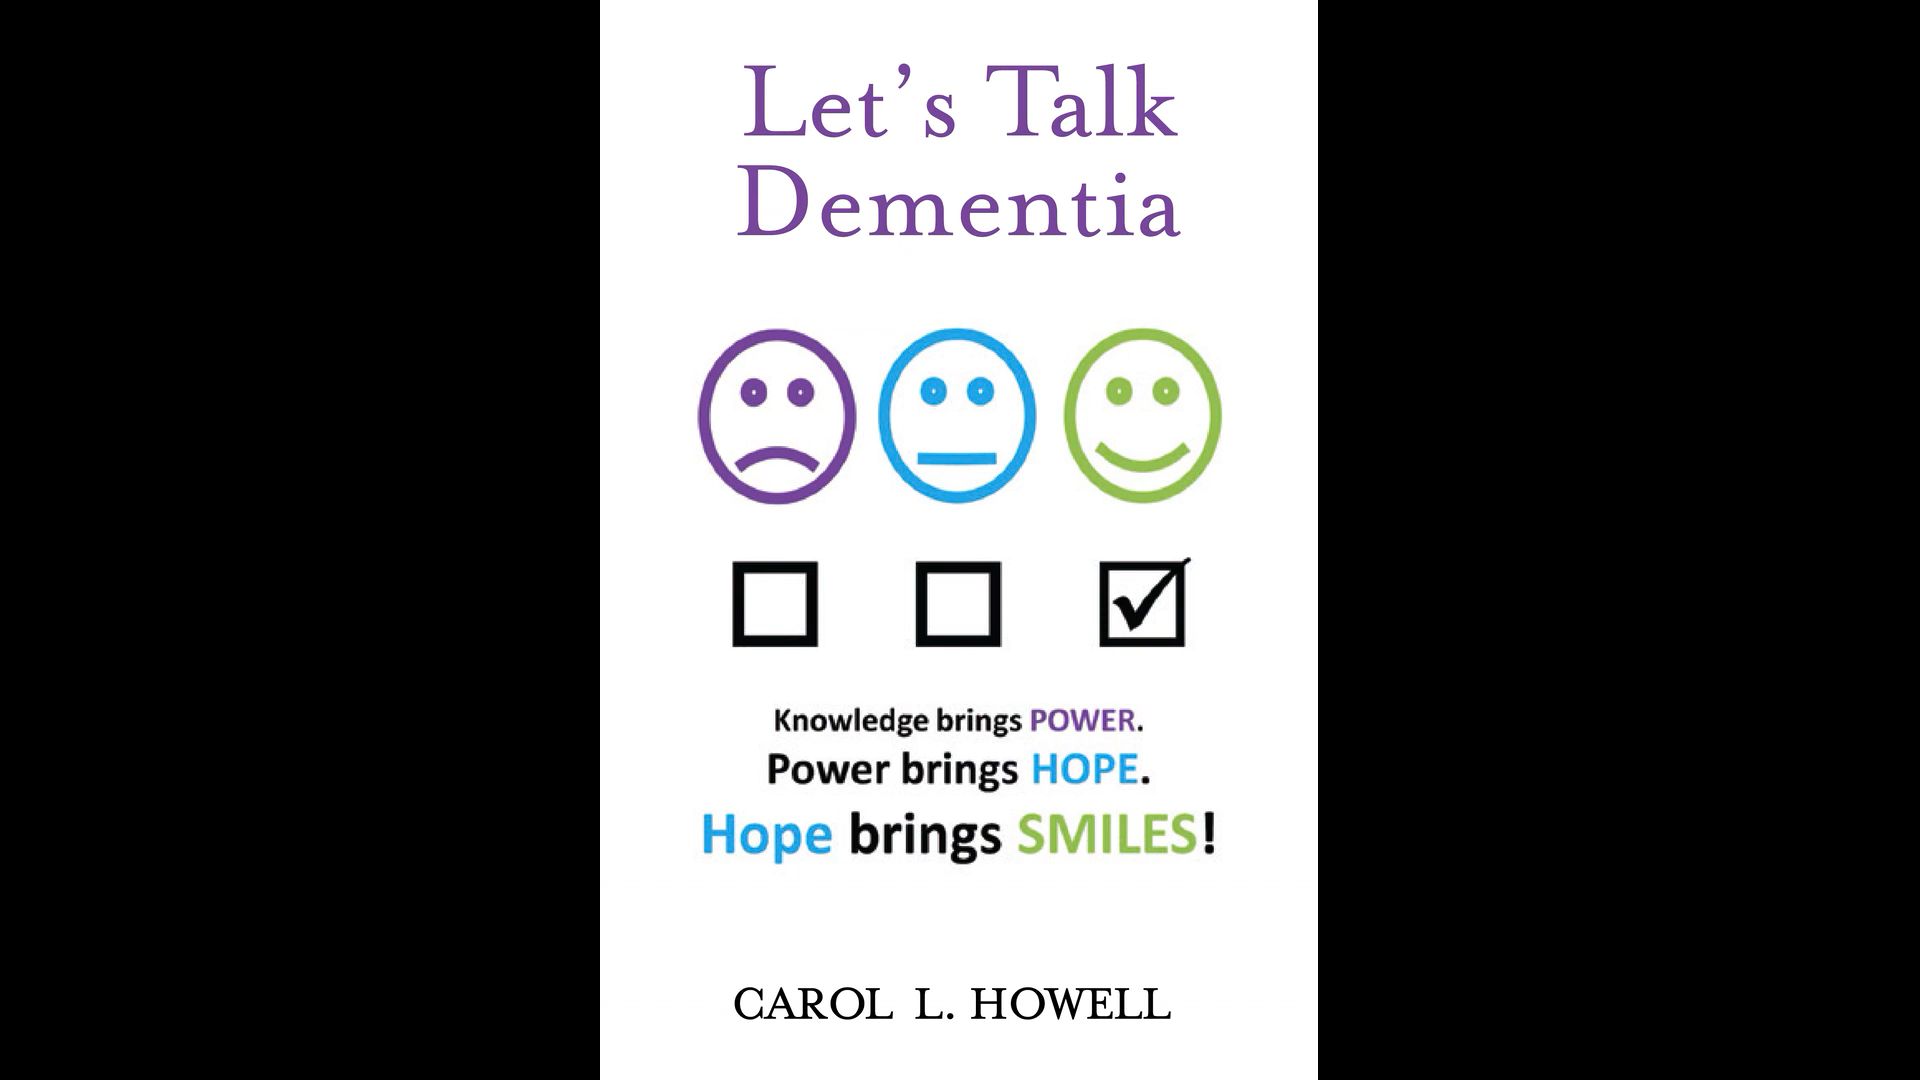 Let’s Talk
Dementia
Knowledge brings POWER.
Power brings HOPE.
Hope brings SMILES!
CAROL L. HOWELL